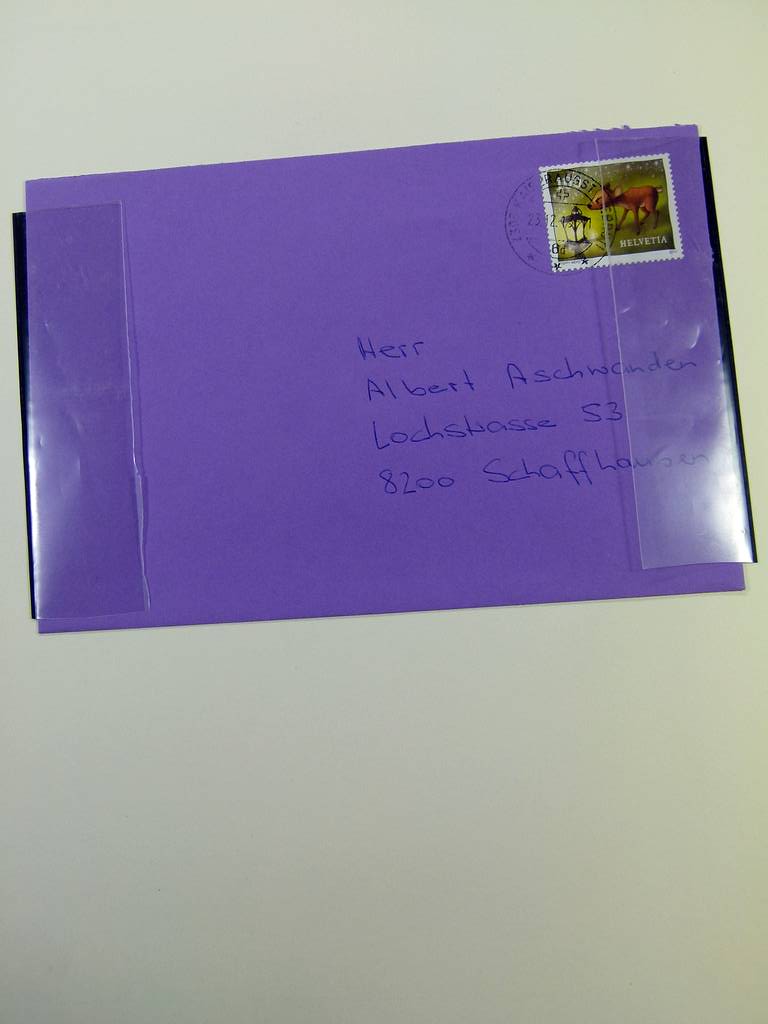 HELVETIA
Herr
Albert Aschwanden
Lochstrasse 53
8200 Schaffhausen